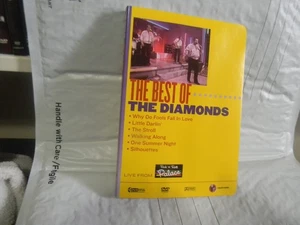 THE BEST OF
THE DIAMONDS
• Why Do Fools Fall In Love
• Little Darlin'
• The Stroll
• Walking Along
• One Summer Night
• Silhouettes
LIVE FROM
Rock n' Roll
Palace
DVD
Handle with Care/Fragile